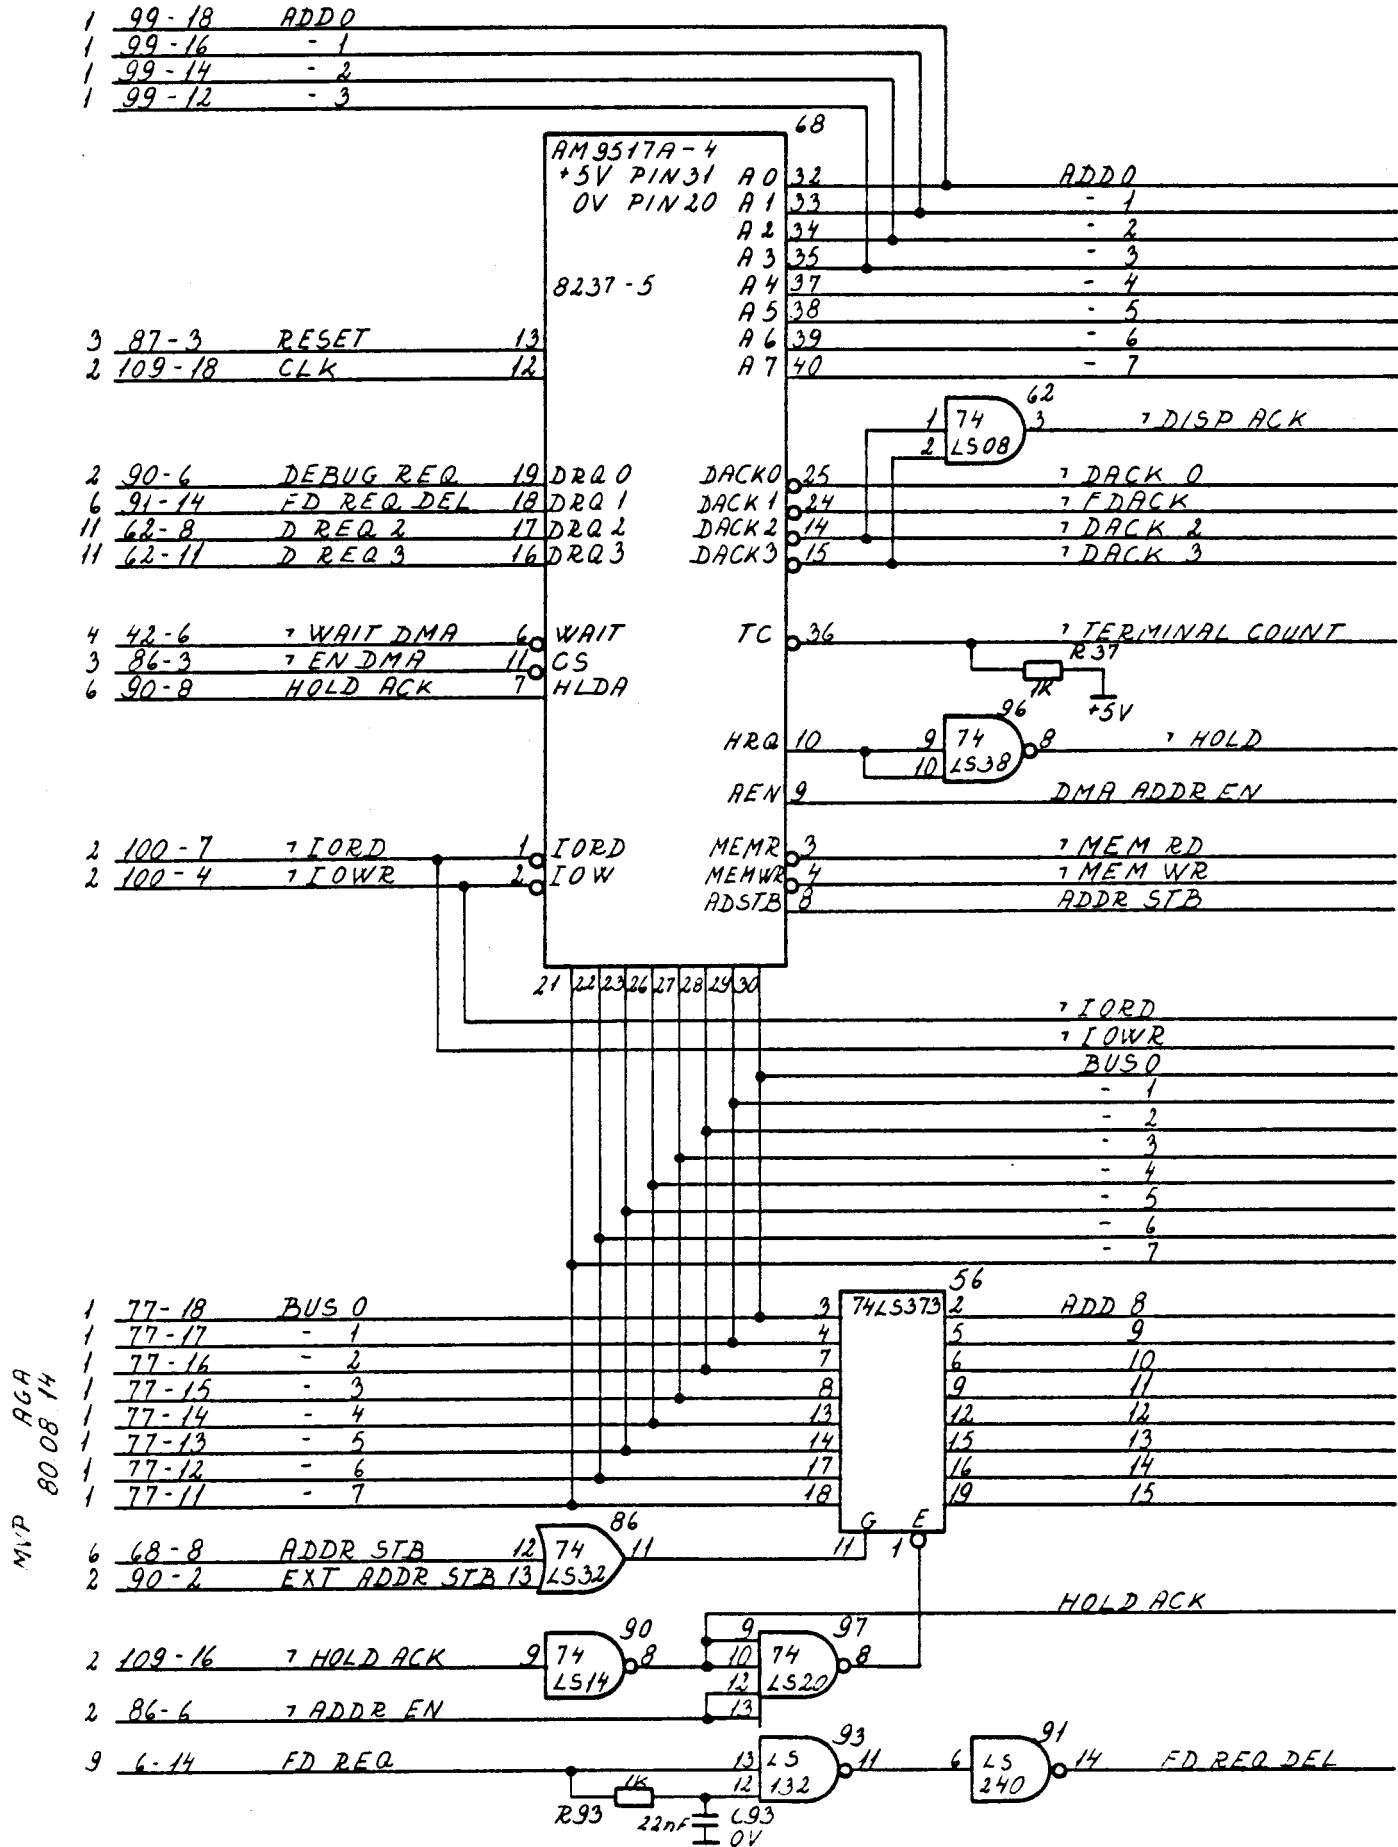 1 99-18 ADD0
1 99-16 - 1
1 99-14 - 2
1 99-12 - 3
68
AM9517A-4
+5V PIN31 A0 32 ADD0
0V PIN20 A1 33 - 1
A2 34 - 2
A3 35 - 3
8237-5 A4 37 - 4
A5 38 - 5
3 87-3 RESET 13 A6 39 - 6
2 109-18 CLK 12 A7 40 - 7
62
1 74 3 ¬DISP ACK
2 LS08
2 90-6 DEBUG REQ 19 DRQ0 DACK0 25 ¬DACK 0
6 91-14 FD REQ DEL 18 DRQ1 DACK1 24 ¬FDACK
11 62-8 D REQ 2 17 DRQ2 DACK2 14 ¬DACK 2
11 62-11 D REQ 3 16 DRQ3 DACK3 15 ¬DACK 3
4 42-6 ¬WAIT DMA 6 WAIT TC 36 ¬TERMINAL COUNT
3 86-3 ¬EN DMA 11 CS R37
6 90-8 HOLD ACK 7 HLDA 1K
+5V
96
HRQ 10 9 74 8 ¬HOLD
10 LS38
AEN 9 DMA ADDR EN
2 100-7 ¬IORD 1 IORD MEMR 3 ¬MEM RD
2 100-4 ¬IOWR 2 IOW MEMWR 4 ¬MEM WR
ADSTB 8 ADDR STB
21 22 23 26 27 28 29 30
¬IORD
¬IOWR
BUS0
- 1
- 2
- 3
- 4
- 5
- 6
- 7
56
1 77-18 BUS0 3 74LS373 2 ADD 8
1 77-17 - 1 4 5 9
1 77-16 - 2 7 6 10
1 77-15 - 3 8 9 11
1 77-14 - 4 13 12 12
1 77-13 - 5 14 15 13
1 77-12 - 6 17 16 14
1 77-11 - 7 18 19 15
MVP AGA
80.08.14
G E
86
6 68-8 ADDR STB 12 74 11 11 1
2 90-2 EXT ADDR STB 13 LS32
HOLD ACK
90 97
2 109-16 ¬HOLD ACK 9 74 8 9 74 8
LS14 10 LS20
12
2 86-6 ¬ADDR EN 13
93 91
9 6-14 FD REQ 13 LS 11 6 LS 14 FD REQ DEL
1K 12 132 240
R93 22nF C93
0V